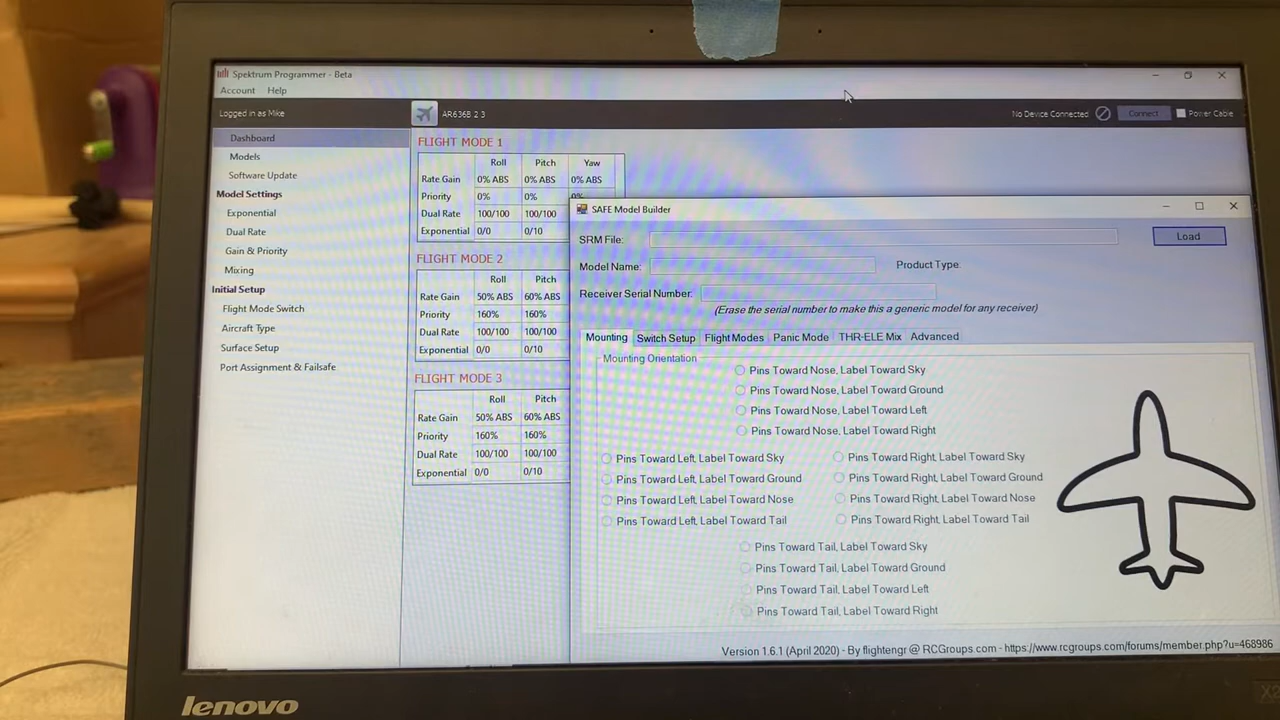 Spektrum Programmer - Beta
Account Help
Logged in as Mike
AR636B 2 3
No Device Connected
Connect
Power Cable
Dashboard
Models
Software Update
Model Settings
Exponential
Dual Rate
Gain & Priority
Mixing
Initial Setup
Flight Mode Switch
Aircraft Type
Surface Setup
Port Assignment & Failsafe
FLIGHT MODE 1
Roll Pitch Yaw
Rate Gain 0% ABS 0% ABS 0% ABS
Priority 0% 0% 0%
Dual Rate 100/100 100/100
Exponential 0/0 0/10
FLIGHT MODE 2
Roll Pitch
Rate Gain 50% ABS 60% ABS
Priority 160% 160%
Dual Rate 100/100 100/100
Exponential 0/0 0/10
FLIGHT MODE 3
Roll Pitch
Rate Gain 50% ABS 60% ABS
Priority 160% 160%
Dual Rate 100/100 100/100
Exponential 0/0 0/10
SAFE Model Builder
SRM File:
Load
Model Name:
Product Type.
Receiver Serial Number.
(Erase the serial number to make this a generic model for any receiver)
Mounting Switch Setup Flight Modes Panic Mode THR-ELE Mix Advanced
Mounting Orientation
Pins Toward Nose, Label Toward Sky
Pins Toward Nose, Label Toward Ground
Pins Toward Nose, Label Toward Left
Pins Toward Nose, Label Toward Right
Pins Toward Left, Label Toward Sky
Pins Toward Left, Label Toward Ground
Pins Toward Left, Label Toward Nose
Pins Toward Left, Label Toward Tail
Pins Toward Right, Label Toward Sky
Pins Toward Right, Label Toward Ground
Pins Toward Right, Label Toward Nose
Pins Toward Right, Label Toward Tail
Pins Toward Tail, Label Toward Sky
Pins Toward Tail, Label Toward Ground
Pins Toward Tail, Label Toward Left
Pins Toward Tail, Label Toward Right
Version 1.6.1 (April 2020) - By flightengr @ RCGroups.com - https://www.rcgroups.com/forums/member.php?u=468986
lenovo